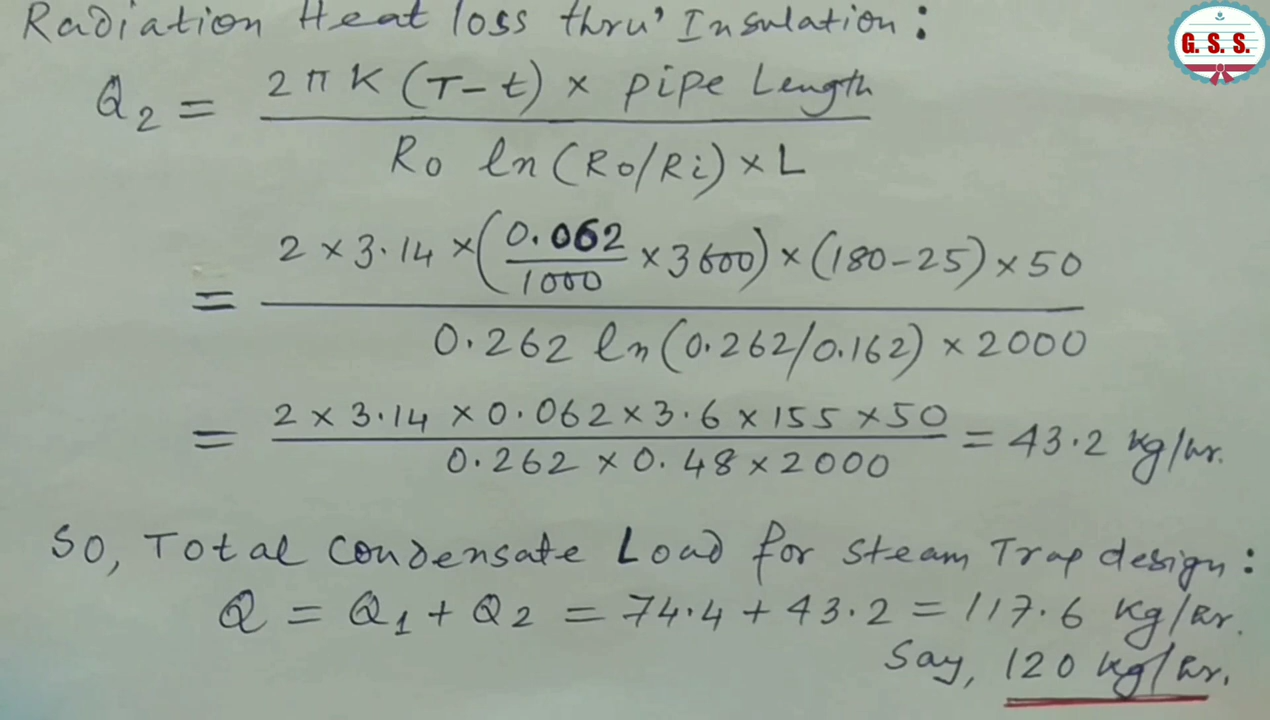 Radiation Heat loss thru' Insulation :
G. S. S.
Q2 = 2πK (T-t) × pipe Length
Ro ln (Ro/Ri) × L
= 2 × 3.14 × (0.062/1000 × 3600) × (180-25) × 50
0.262 ln (0.262/0.162) × 2000
= 2 × 3.14 × 0.062 × 3.6 × 155 × 50 = 43.2 kg/hr.
0.262 × 0.48 × 2000
So, Total Condensate Load for Steam Trap design :
Q = Q1 + Q2 = 74.4 + 43.2 = 117.6 kg/hr.
Say, 120 kg/hr.